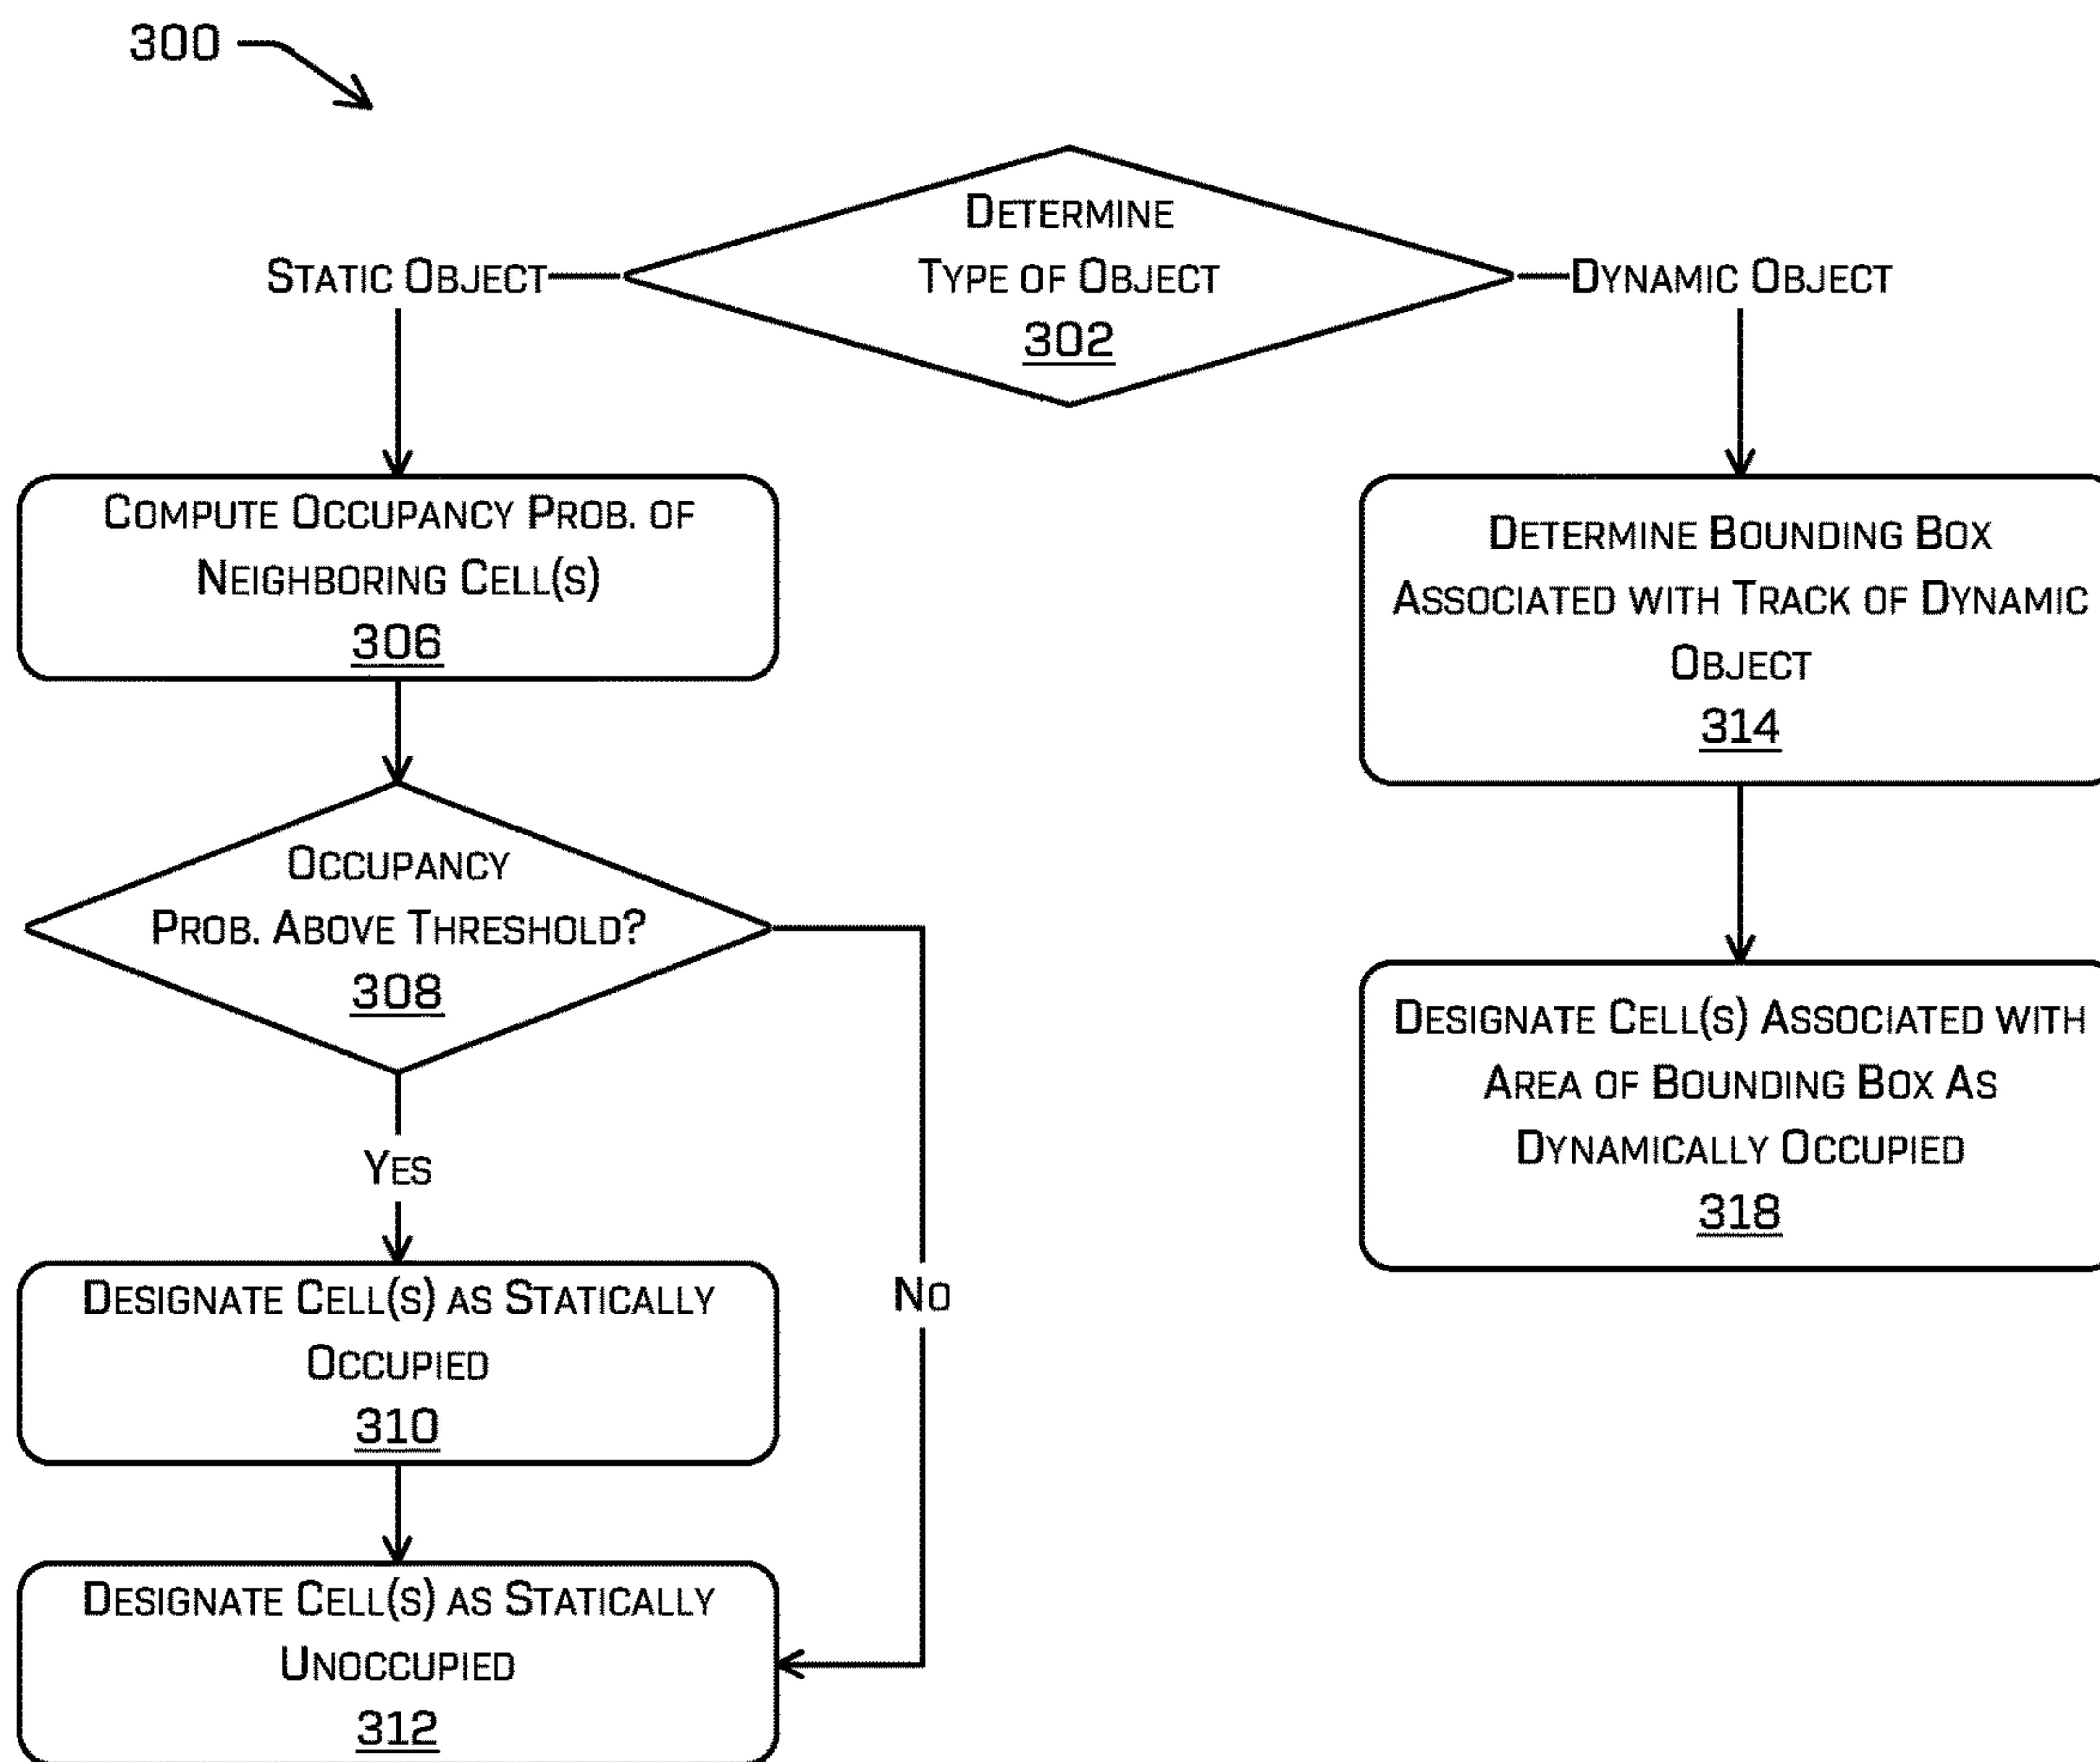 300
Determine
Type of Object
302
Static Object
Dynamic Object
Compute Occupancy Prob. of
Neighboring Cell(s)
306
Occupancy
Prob. Above Threshold?
308
Yes
No
Designate Cell(s) as Statically
Occupied
310
Designate Cell(s) as Statically
Unoccupied
312
Determine Bounding Box
Associated with Track of Dynamic
Object
314
Designate Cell(s) Associated with
Area of Bounding Box As
Dynamically Occupied
318